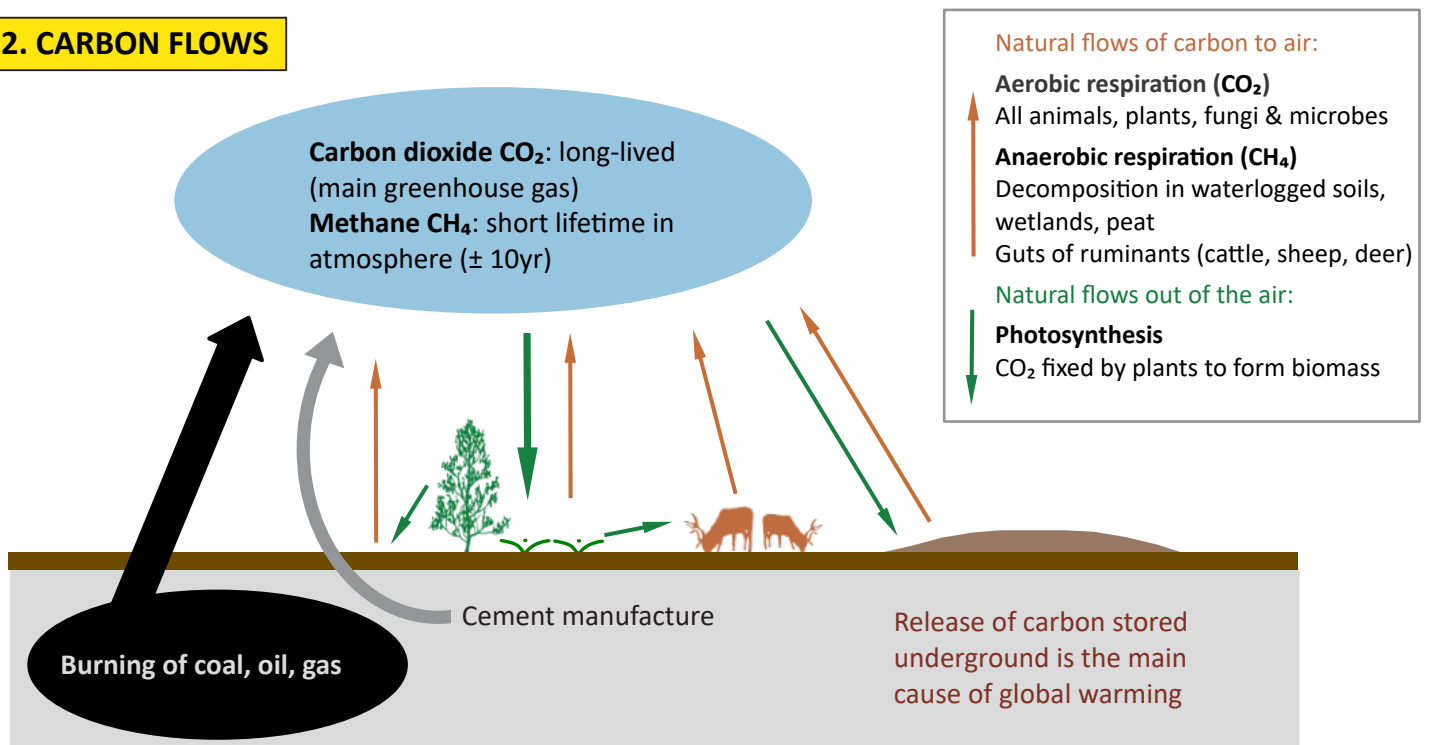 2. CARBON FLOWS
Carbon dioxide CO₂: long-lived
(main greenhouse gas)
Methane CH₄: short lifetime in
atmosphere (± 10yr)
Natural flows of carbon to air:
Aerobic respiration (CO₂)
All animals, plants, fungi & microbes
Anaerobic respiration (CH₄)
Decomposition in waterlogged soils,
wetlands, peat
Guts of ruminants (cattle, sheep, deer)
Natural flows out of the air:
Photosynthesis
CO₂ fixed by plants to form biomass
Cement manufacture
Burning of coal, oil, gas
Release of carbon stored
underground is the main
cause of global warming